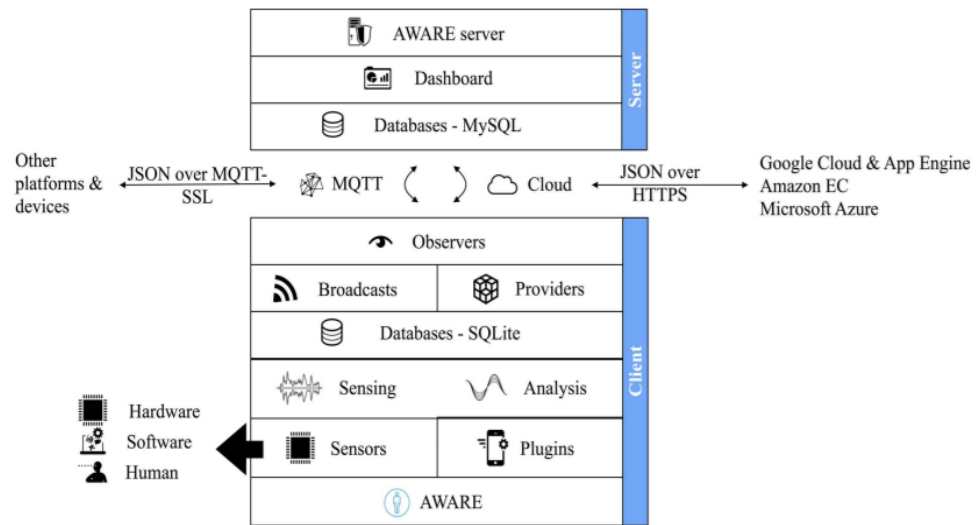 AWARE server
Dashboard
Databases - MySQL
Server
Other
platforms &
devices
JSON over MQTT-
SSL
MQTT
Cloud
JSON over
HTTPS
Google Cloud & App Engine
Amazon EC
Microsoft Azure
Observers
Broadcasts
Providers
Databases - SQLite
Client
Sensing
Analysis
Hardware
Software
Human
Sensors
Plugins
AWARE